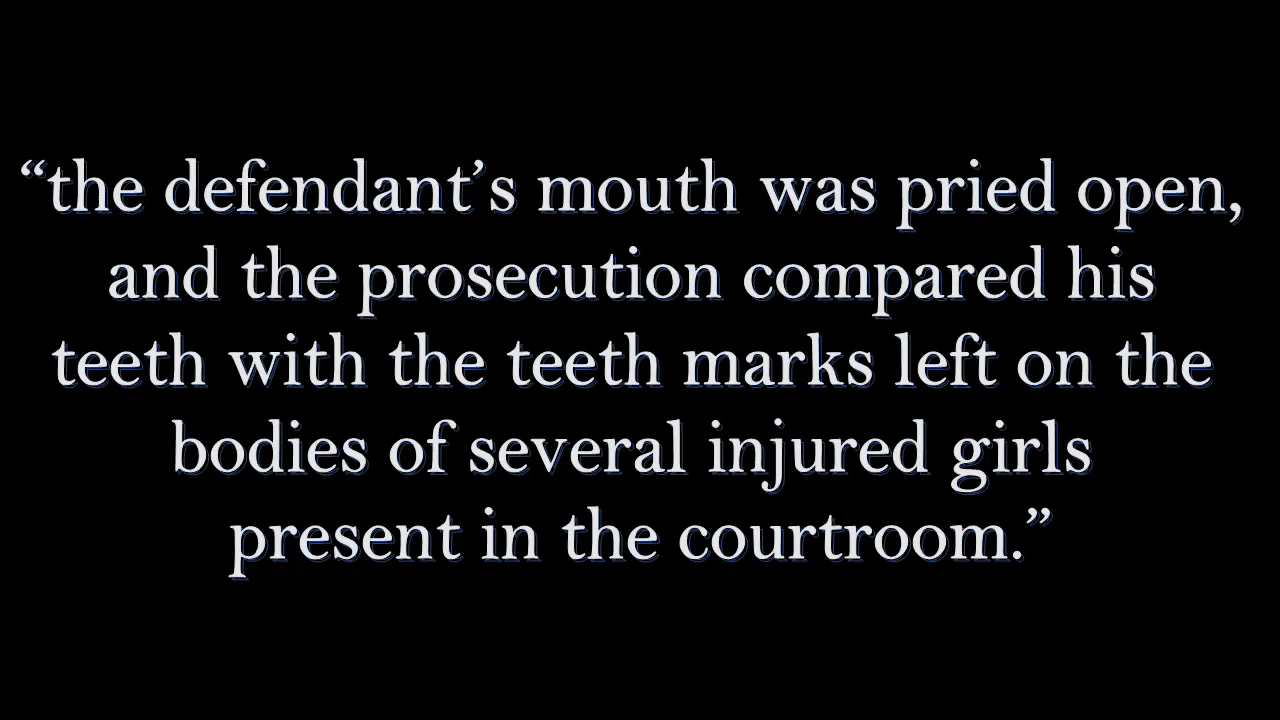 “the defendant’s mouth was pried open,
and the prosecution compared his
teeth with the teeth marks left on the
bodies of several injured girls
present in the courtroom.”